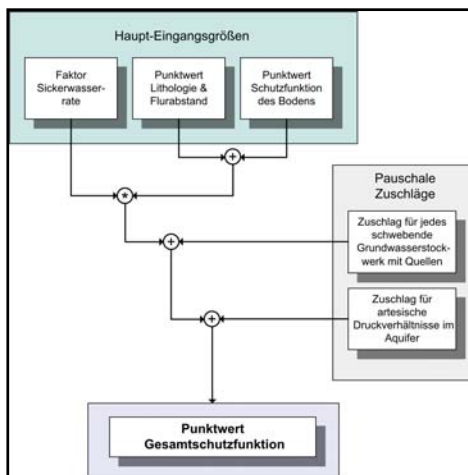 Haupt-Eingangsgrößen
Faktor
Sickerwasser-
rate
Punktwert
Lithologie &
Flurabstand
Punktwert
Schutzfunktion
des Bodens
+
*
Pauschale
Zuschläge
Zuschlag für jedes
schwebende
Grundwasserstock-
werk mit Quellen
+
Zuschlag für
artesische
Druckverhältnisse im
Aquifer
+
Punktwert
Gesamtschutzfunktion